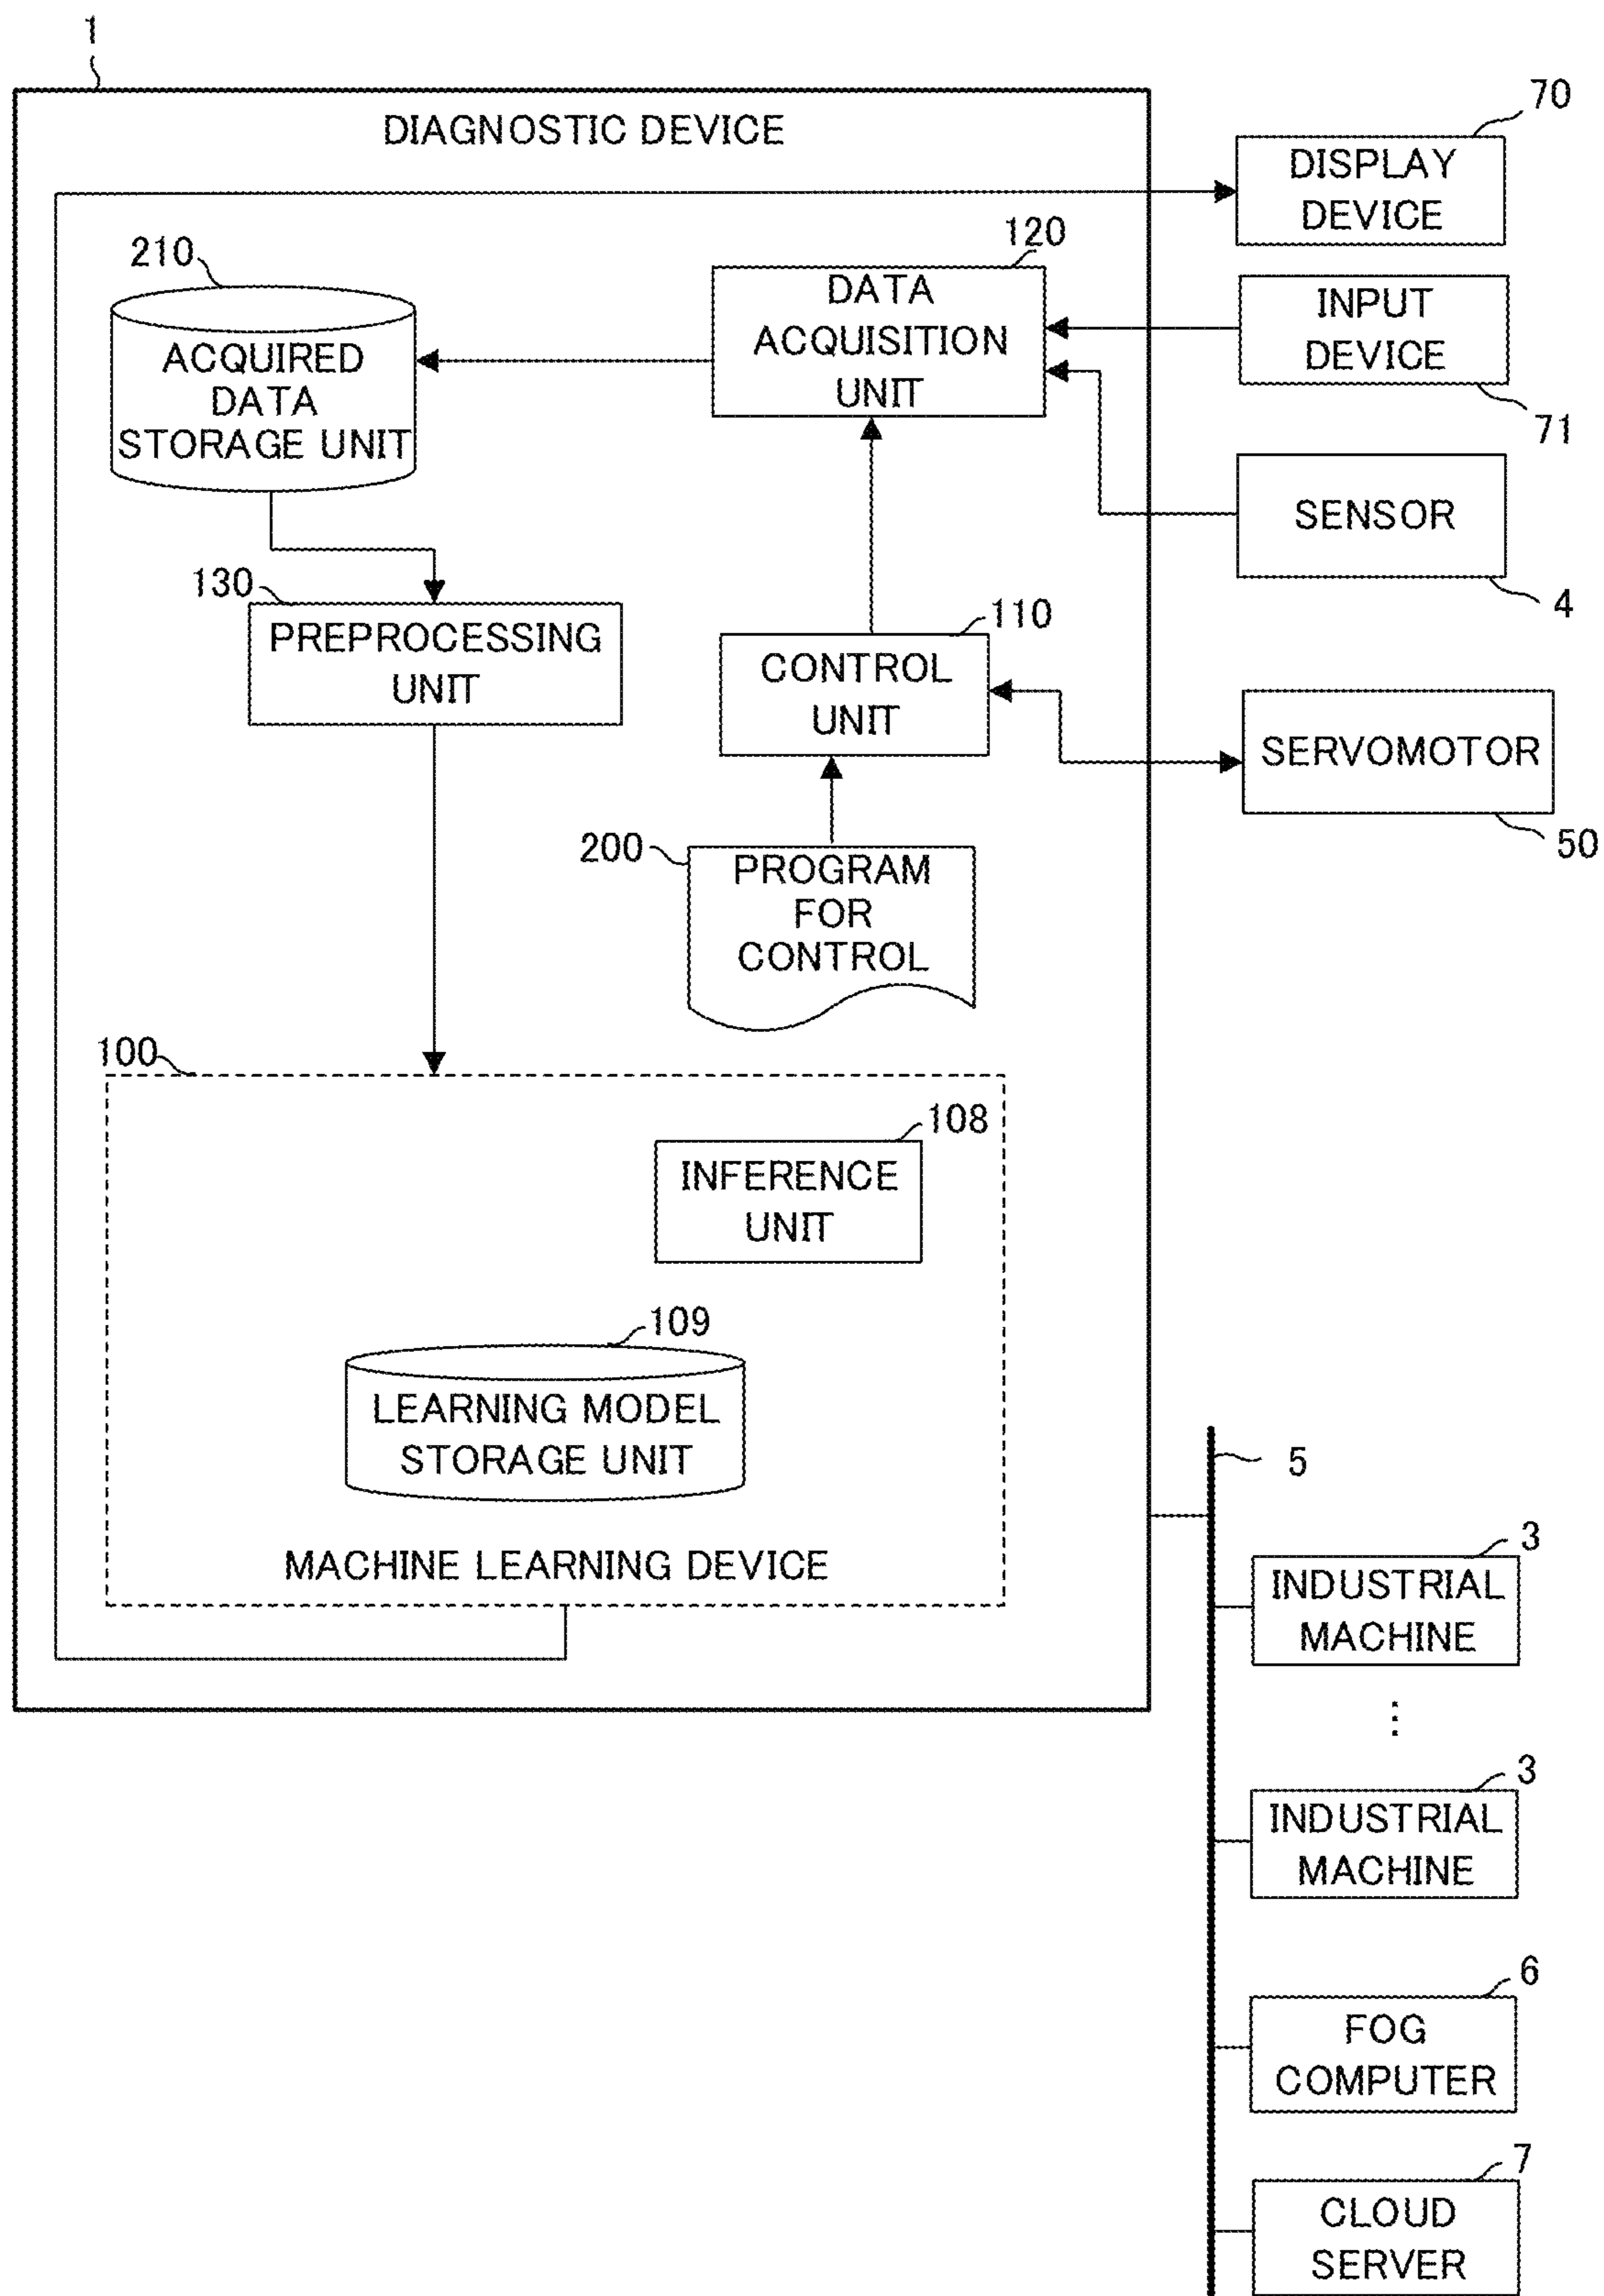 1
DIAGNOSTIC DEVICE
70
DISPLAY
DEVICE
210
ACQUIRED
DATA
STORAGE UNIT
120
DATA
ACQUISITION
UNIT
INPUT
DEVICE
71
SENSOR
4
130
PREPROCESSING
UNIT
110
CONTROL
UNIT
SERVOMOTOR
50
200
PROGRAM
FOR
CONTROL
100
108
INFERENCE
UNIT
109
LEARNING MODEL
STORAGE UNIT
MACHINE LEARNING DEVICE
5
3
INDUSTRIAL
MACHINE
3
INDUSTRIAL
MACHINE
6
FOG
COMPUTER
7
CLOUD
SERVER